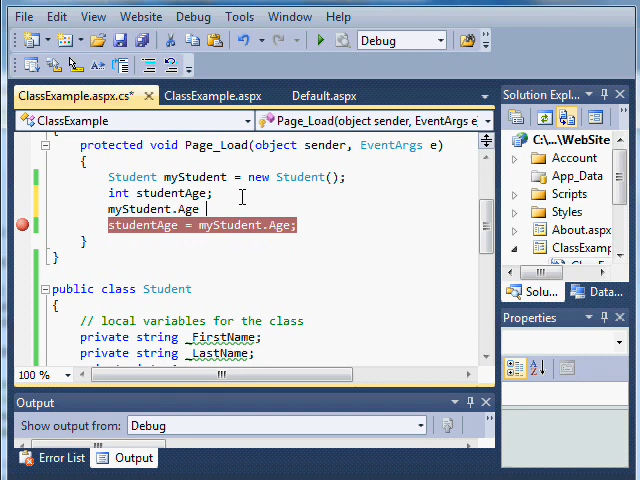 File Edit View Website Debug Tools Window Help
Debug
ClassExample.aspx.cs* ClassExample.aspx Default.aspx
ClassExample Page_Load(object sender, EventArgs e)
{
protected void Page_Load(object sender, EventArgs e)
{
Student myStudent = new Student();
int studentAge;
myStudent.Age
studentAge = myStudent.Age;
}
}
public class Student
{
// local variables for the class
private string _FirstName;
private string _LastName;
100 %
Output
Show output from: Debug
Error List Output
Solution Expl...
C:\...\WebSite
Account
App_Data
Scripts
Styles
About.aspx
ClassExamp
Solu... Data...
Properties